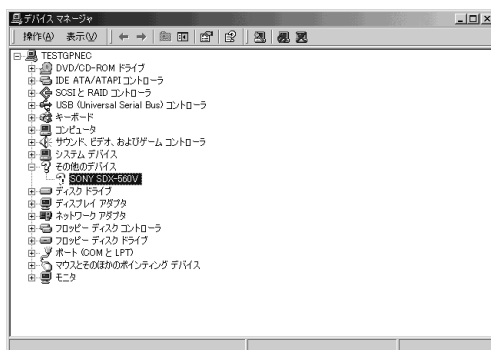 デバイス マネージャ
操作(A) 表示(V)
TESTGPNEC
DVD/CD-ROM ドライブ
IDE ATA/ATAPI コントローラ
SCSI と RAID コントローラ
USB (Universal Serial Bus) コントローラ
キーボード
コンピュータ
サウンド、ビデオ、およびゲーム コントローラ
システム デバイス
その他のデバイス
SONY SDX-560V
ディスク ドライブ
ディスプレイ アダプタ
ネットワーク アダプタ
フロッピー ディスク コントローラ
フロッピー ディスク ドライブ
ポート (COM と LPT)
マウスとそのほかのポインティング デバイス
モニタ